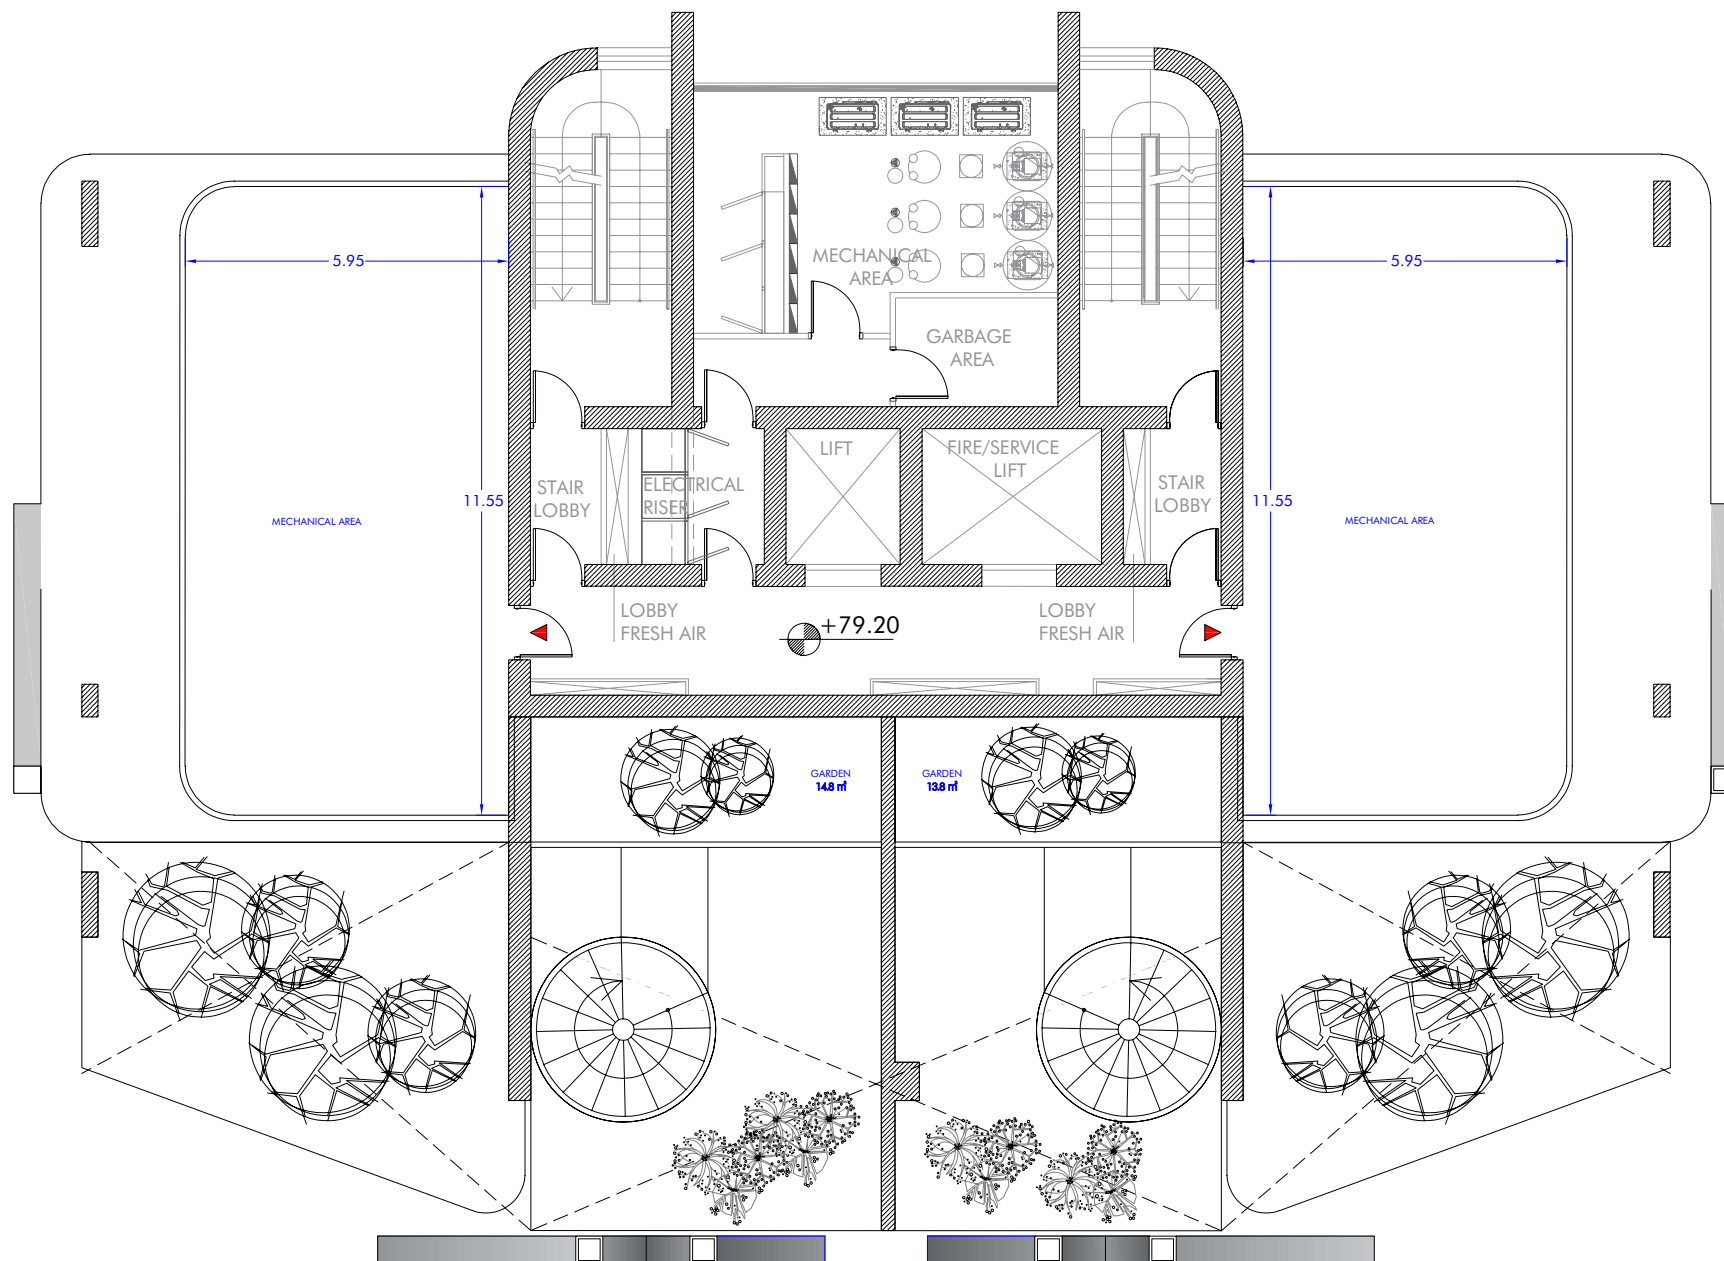 5.95
5.95
MECHANICAL
AREA
GARBAGE
AREA
LIFT
FIRE/SERVICE
LIFT
STAIR
LOBBY
ELECTRICAL
RISER
STAIR
LOBBY
11.55
11.55
MECHANICAL AREA
MECHANICAL AREA
LOBBY
FRESH AIR
+79.20
LOBBY
FRESH AIR
GARDEN
14.8 m²
GARDEN
13.8 m²